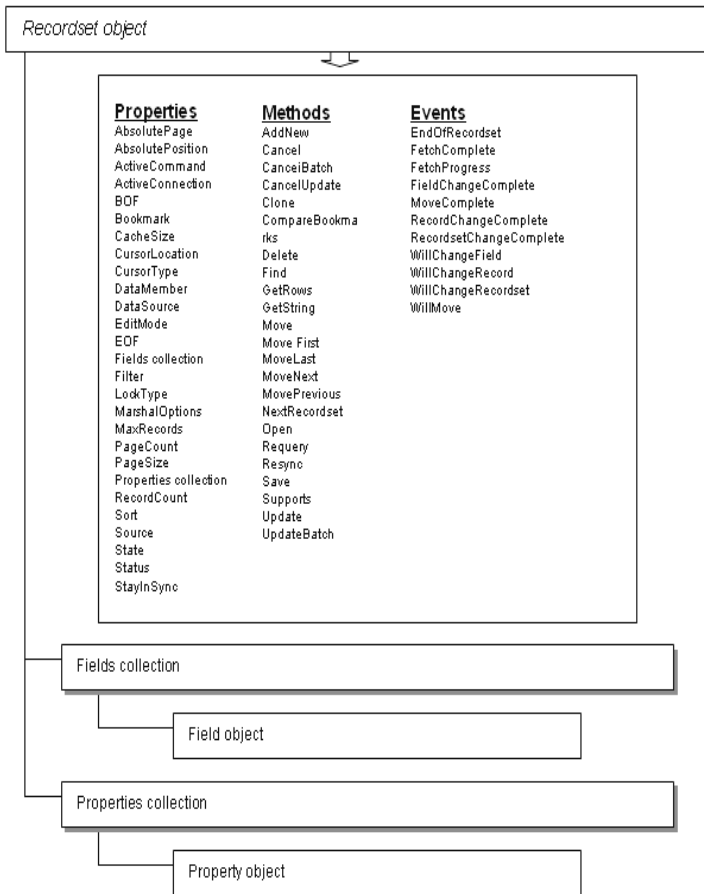 Recordset object
Properties
AbsolutePage
AbsolutePosition
ActiveCommand
ActiveConnection
BOF
Bookmark
CacheSize
CursorLocation
CursorType
DataMember
DataSource
EditMode
EOF
Fields collection
Filter
LockType
MarshalOptions
MaxRecords
PageCount
PageSize
Properties collection
RecordCount
Sort
Source
State
Status
StayInSync
Methods
AddNew
Cancel
CanceiBatch
CancelUpdate
Clone
CompareBookma
rks
Delete
Find
GetRows
GetString
Move
Move First
MoveLast
MoveNext
MovePrevious
NextRecordset
Open
Requery
Resync
Save
Supports
Update
UpdateBatch
Events
EndOfRecordset
FetchComplete
FetchProgress
FieldChangeComplete
MoveComplete
RecordChangeComplete
RecordsetChangeComplete
WillChangeField
WillChangeRecord
WillChangeRecordset
WillMove
Fields collection
Field object
Properties collection
Property object